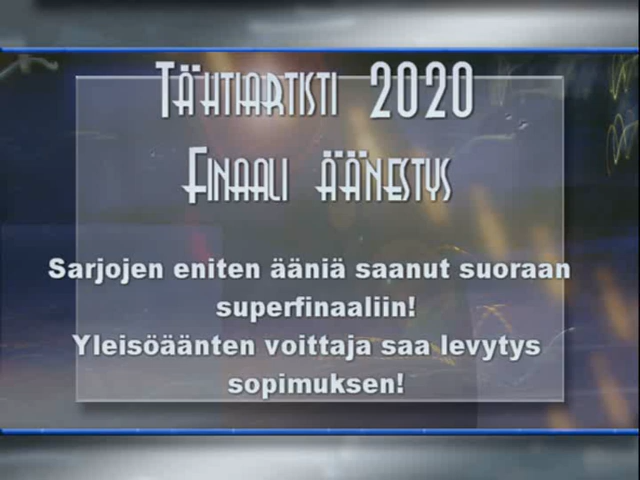 Tähtiartisti 2020
Finaali äänestys
Sarjojen eniten ääniä saanut suoraan
superfinaaliin!
Yleisöäänten voittaja saa levytys
sopimuksen!